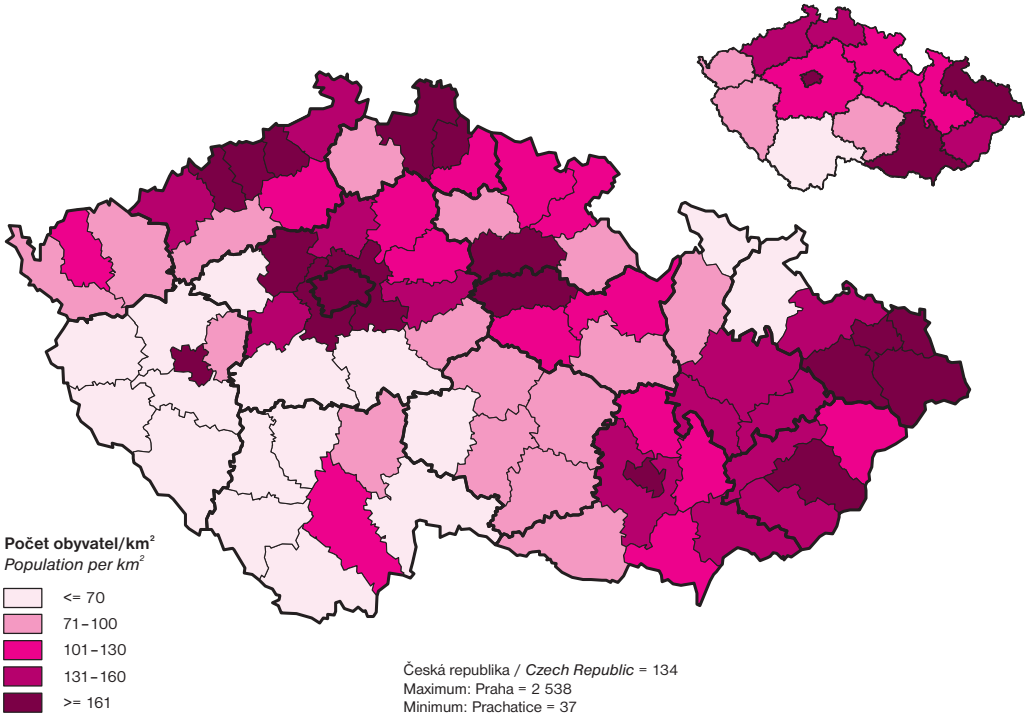 Počet obyvatel/km²
Population per km²
<= 70
71–100
101–130
131–160
>= 161
Česká republika / Czech Republic = 134
Maximum: Praha = 2 538
Minimum: Prachatice = 37